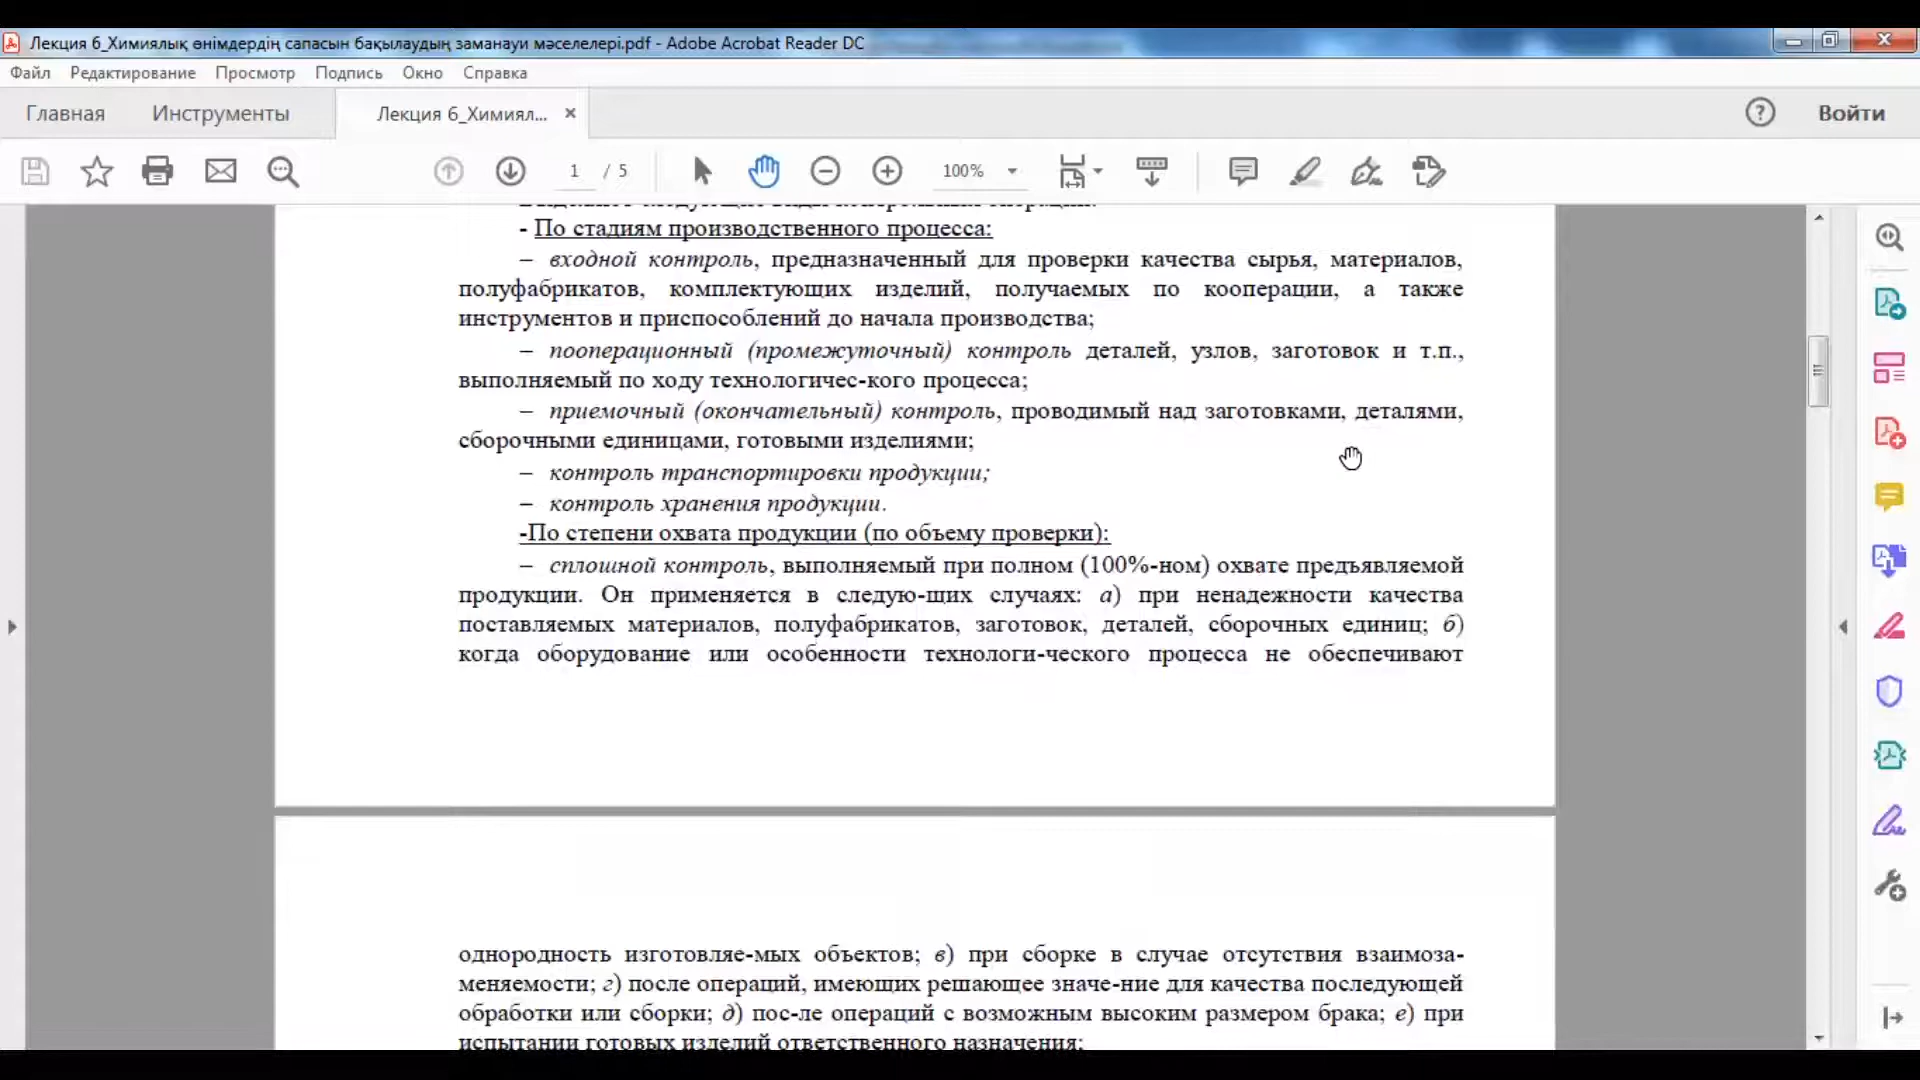 Лекция 6_Химиялық өнімдердің сапасын бақылаудың заманауи мәселелері.pdf - Adobe Acrobat Reader DC
Файл Редактирование Просмотр Подпись Окно Справка
Главная Инструменты Лекция 6_Химиял... × ? Войти
1 / 5 100%
следующие виды контрольных операций:
- По стадиям производственного процесса:
– входной контроль, предназначенный для проверки качества сырья, материалов,
полуфабрикатов, комплектующих изделий, получаемых по кооперации, а также
инструментов и приспособлений до начала производства;
– пооперационный (промежуточный) контроль деталей, узлов, заготовок и т.п.,
выполняемый по ходу технологичес-кого процесса;
– приемочный (окончательный) контроль, проводимый над заготовками, деталями,
сборочными единицами, готовыми изделиями;
– контроль транспортировки продукции;
– контроль хранения продукции.
-По степени охвата продукции (по объему проверки):
– сплошной контроль, выполняемый при полном (100%-ном) охвате предъявляемой
продукции. Он применяется в следую-щих случаях: а) при ненадежности качества
поставляемых материалов, полуфабрикатов, заготовок, деталей, сборочных единиц; б)
когда оборудование или особенности технологи-ческого процесса не обеспечивают
однородность изготовляе-мых объектов; в) при сборке в случае отсутствия взаимоза-
меняемости; г) после операций, имеющих решающее значе-ние для качества последующей
обработки или сборки; д) пос-ле операций с возможным высоким размером брака; е) при
испытании готовых изделий ответственного назначения;